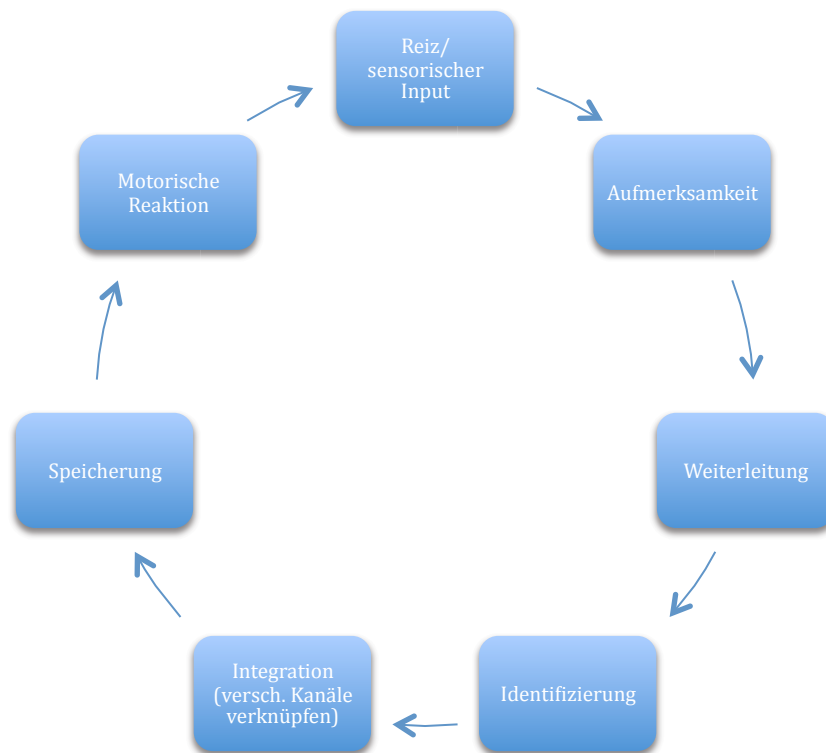 Reiz/
sensorischer
Input
Aufmerksamkeit
Weiterleitung
Identifizierung
Integration
(versch. Kanäle
verknüpfen)
Speicherung
Motorische
Reaktion